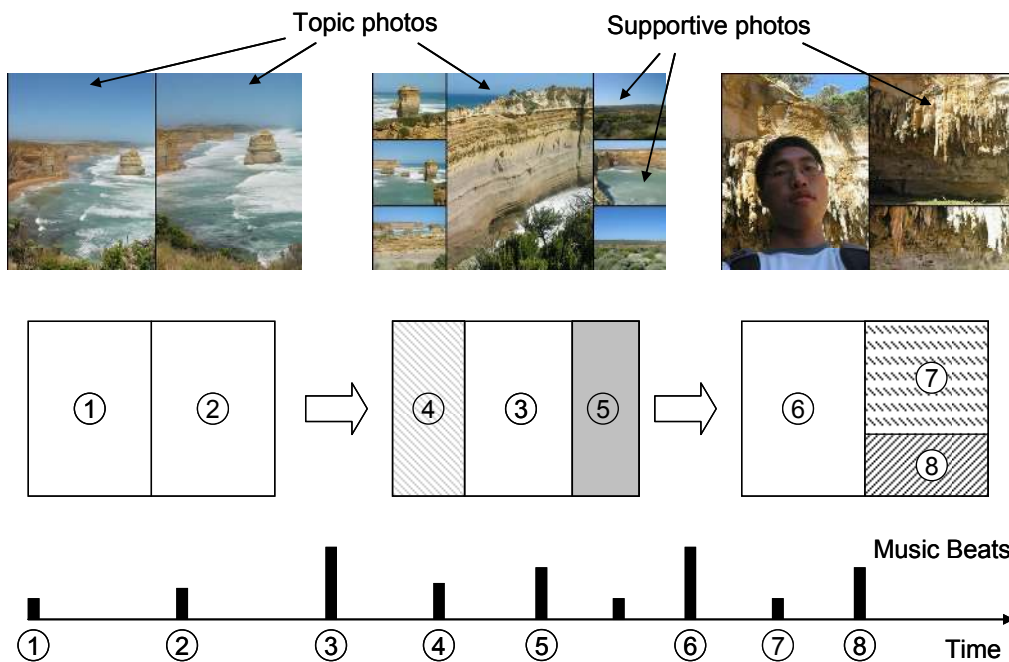 Topic photos
Supportive photos
① ②
④ ③ ⑤
⑥ ⑦ ⑧
Music Beats
① ② ③ ④ ⑤ ⑥ ⑦ ⑧
Time